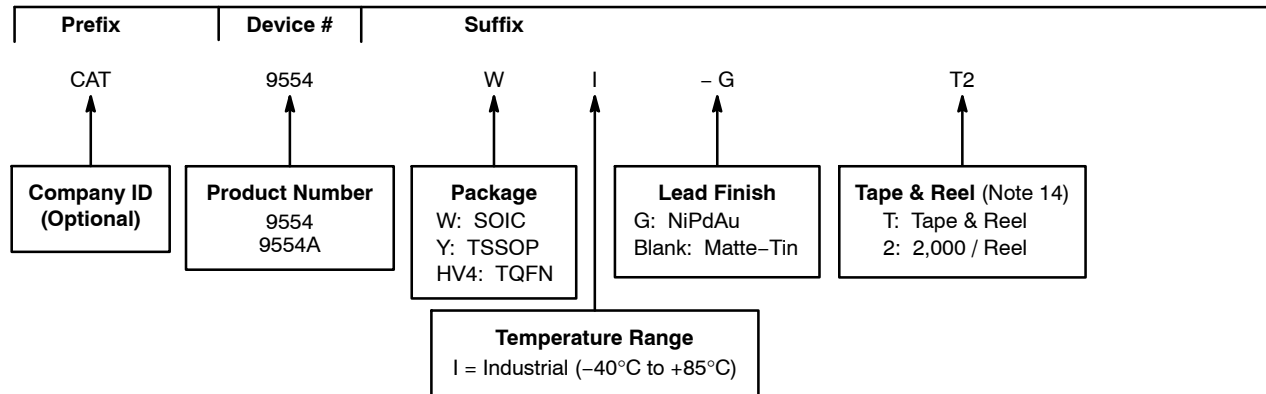 Prefix
Device #
Suffix
CAT
9554
W
I
– G
T2
Company ID
(Optional)
Product Number
9554
9554A
Package
W: SOIC
Y: TSSOP
HV4: TQFN
Lead Finish
G: NiPdAu
Blank: Matte−Tin
Tape & Reel (Note 14)
T: Tape & Reel
2: 2,000 / Reel
Temperature Range
I = Industrial (−40°C to +85°C)